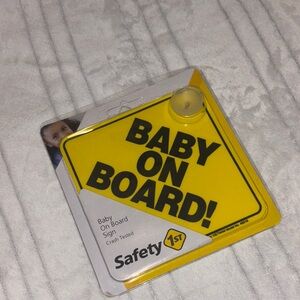 BABY
ON
BOARD!
Baby
On Board
Sign
Crash Tested
Safety 1ST